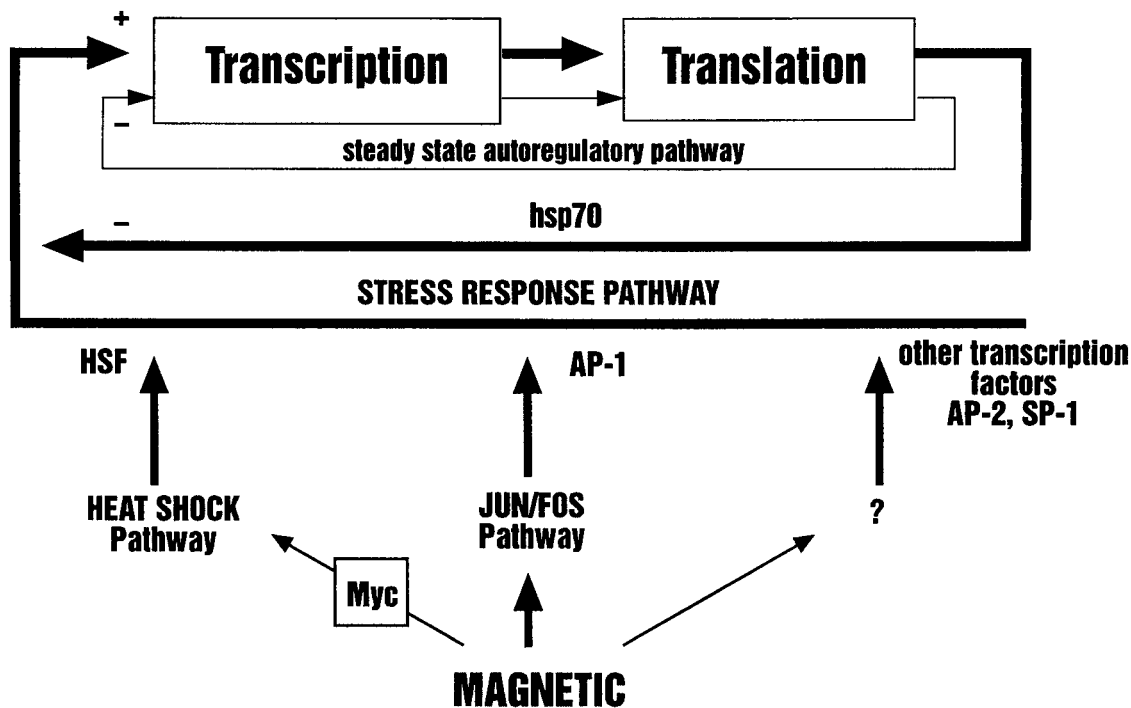 +
Transcription
Translation
–
steady state autoregulatory pathway
–
hsp70
STRESS RESPONSE PATHWAY
HSF
AP-1
other transcription
factors
AP-2, SP-1
HEAT SHOCK
Pathway
JUN/FOS
Pathway
?
Myc
MAGNETIC